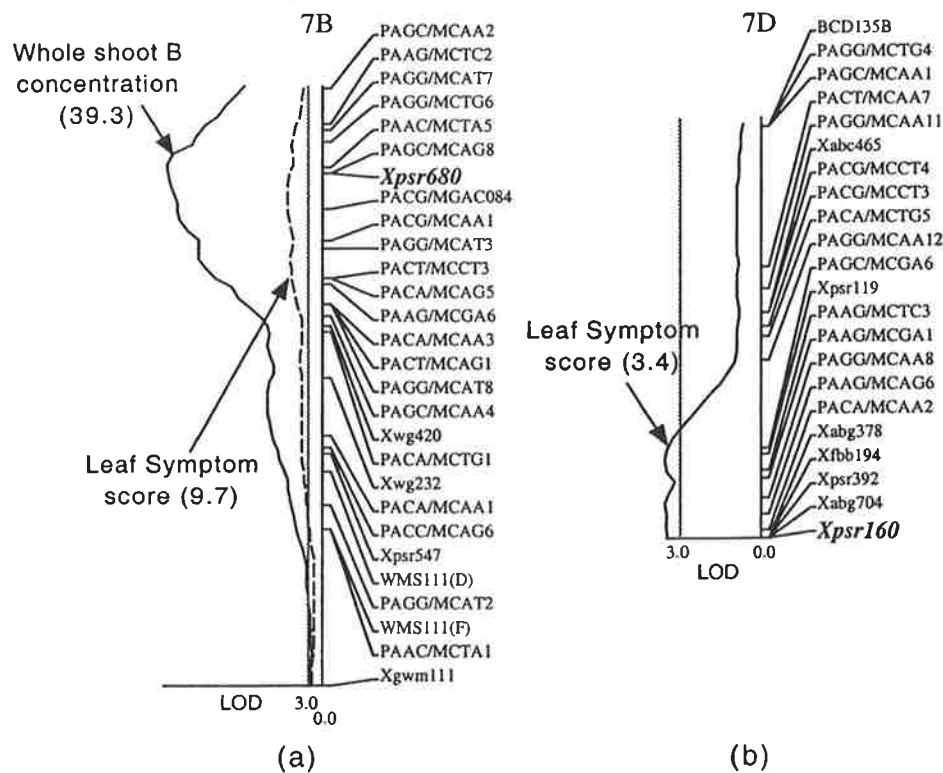 7B
Whole shoot B
concentration
(39.3)
Leaf Symptom
score (9.7)
PAGC/MCAA2
PAAG/MCTC2
PAGG/MCAT7
PAGG/MCTG6
PAAC/MCTA5
PAGC/MCAG8
Xpsr680
PACG/MGAC084
PACG/MCAA1
PAGG/MCAT3
PACT/MCCT3
PACA/MCAG5
PAAG/MCGA6
PACA/MCAA3
PACT/MCAG1
PAGG/MCAT8
PAGC/MCAA4
Xwg420
PACA/MCTG1
Xwg232
PACA/MCAA1
PACC/MCAG6
Xpsr547
WMS111(D)
PAGG/MCAT2
WMS111(F)
PAAC/MCTA1
Xgwm111
LOD
3.0
0.0
(a)
7D
Leaf Symptom
score (3.4)
BCD135B
PAGG/MCTG4
PAGC/MCAA1
PACT/MCAA7
PAGG/MCAA11
Xabc465
PACG/MCCT4
PACG/MCCT3
PACA/MCTG5
PAGG/MCAA12
PAGC/MCGA6
Xpsr119
PAAG/MCTC3
PAAG/MCGA1
PAGG/MCAA8
PAAG/MCAG6
PACA/MCAA2
Xabg378
Xfbb194
Xpsr392
Xabg704
Xpsr160
3.0
0.0
LOD
(b)